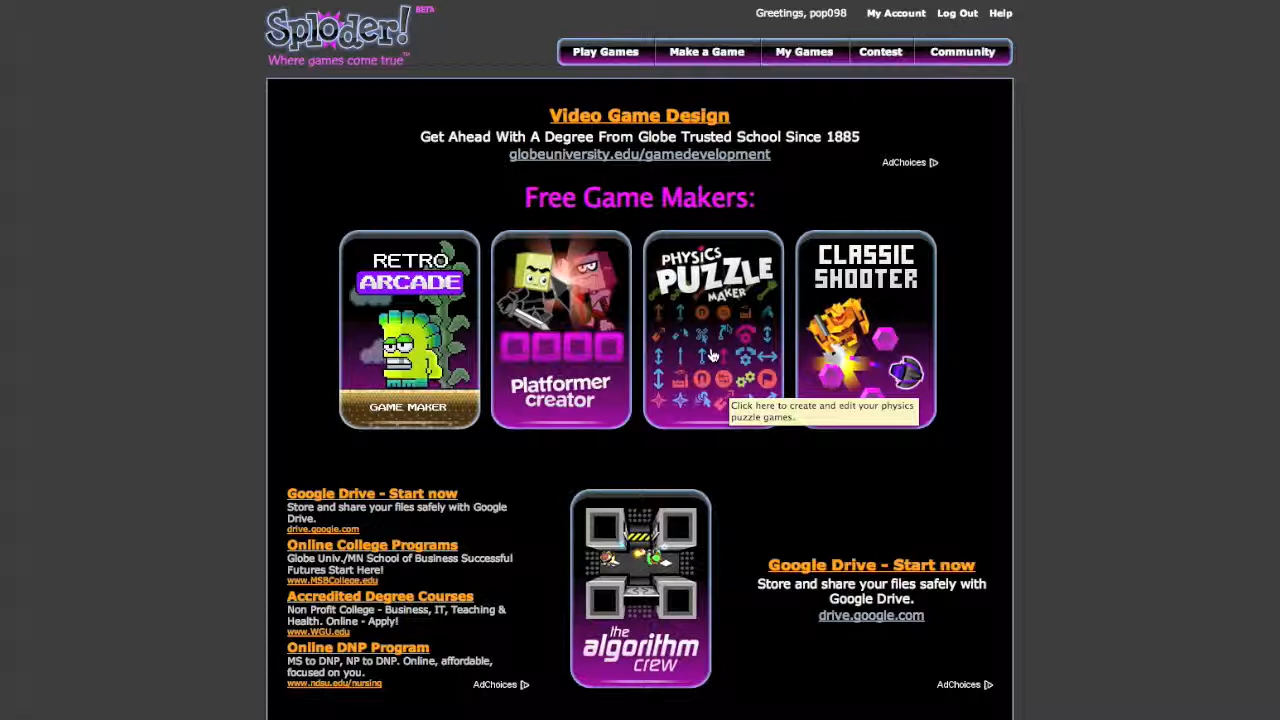 Sploder!
BETA
Where games come true™
Greetings, pop098
My Account
Log Out
Help
Play Games
Make a Game
My Games
Contest
Community
Video Game Design
Get Ahead With A Degree From Globe Trusted School Since 1885
globeuniversity.edu/gamedevelopment
AdChoices
Free Game Makers:
RETRO
ARCADE
GAME MAKER
Platformer
creator
PHYSICS
PUZZLE
MAKER
CLASSIC
SHOOTER
Click here to create and edit your physics
puzzle games.
Google Drive - Start now
Store and share your files safely with Google
Drive.
drive.google.com
Online College Programs
Globe Univ./MN School of Business Successful
Futures Start Here!
www.MSBCollege.edu
Accredited Degree Courses
Non Profit College - Business, IT, Teaching &
Health. Online - Apply!
www.WGU.edu
Online DNP Program
MS to DNP, NP to DNP. Online, affordable,
focused on you.
www.ndsu.edu/nursing
AdChoices
the
algorithm
crew
Google Drive - Start now
Store and share your files safely with
Google Drive.
drive.google.com
AdChoices